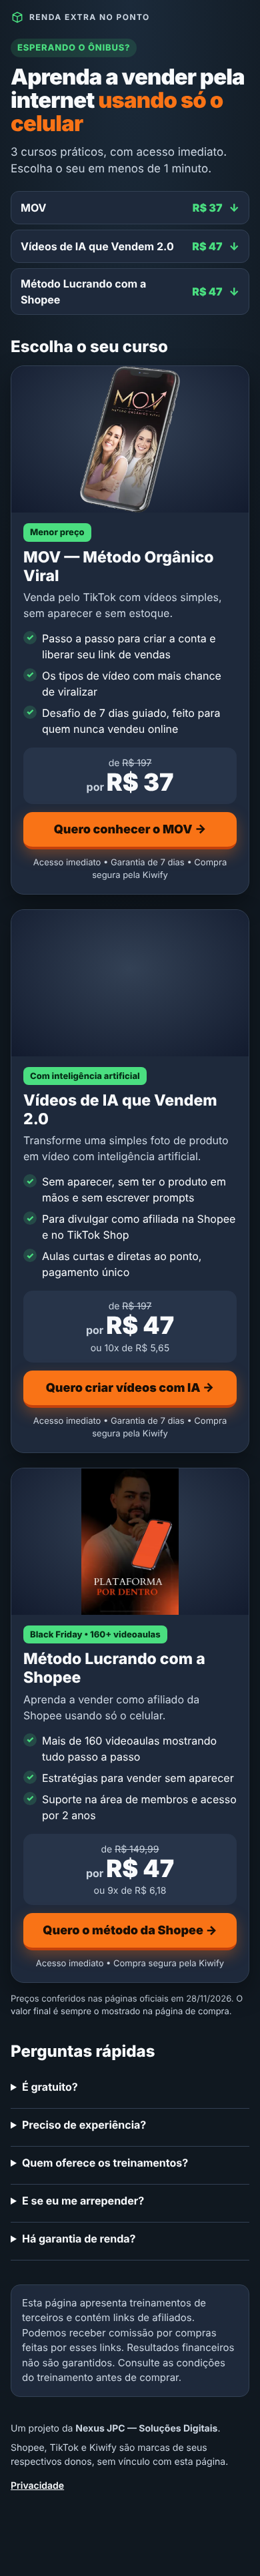 RENDA EXTRA NO PONTO
ESPERANDO O ÔNIBUS?
Aprenda a vender pela
internet usando só o
celular
3 cursos práticos, com acesso imediato.
Escolha o seu em menos de 1 minuto.
MOV R$ 37 ↓
Vídeos de IA que Vendem 2.0 R$ 47 ↓
Método Lucrando com a
Shopee R$ 47 ↓
Escolha o seu curso
MOV
Menor preço
MOV — Método Orgânico
Viral
Venda pelo TikTok com vídeos simples,
sem aparecer e sem estoque.
Passo a passo para criar a conta e
liberar seu link de vendas
Os tipos de vídeo com mais chance
de viralizar
Desafio de 7 dias guiado, feito para
quem nunca vendeu online
de R$ 197
por R$ 37
Quero conhecer o MOV →
Acesso imediato • Garantia de 7 dias • Compra
segura pela Kiwify
Com inteligência artificial
Vídeos de IA que Vendem
2.0
Transforme uma simples foto de produto
em vídeo com inteligência artificial.
Sem aparecer, sem ter o produto em
mãos e sem escrever prompts
Para divulgar como afiliada na Shopee
e no TikTok Shop
Aulas curtas e diretas ao ponto,
pagamento único
de R$ 197
por R$ 47
ou 10x de R$ 5,65
Quero criar vídeos com IA →
Acesso imediato • Garantia de 7 dias • Compra
segura pela Kiwify
PLATAFORMA
POR DENTRO
Black Friday • 160+ videoaulas
Método Lucrando com a
Shopee
Aprenda a vender como afiliado da
Shopee usando só o celular.
Mais de 160 videoaulas mostrando
tudo passo a passo
Estratégias para vender sem aparecer
Suporte na área de membros e acesso
por 2 anos
de R$ 149,99
por R$ 47
ou 9x de R$ 6,18
Quero o método da Shopee →
Acesso imediato • Compra segura pela Kiwify
Preços conferidos nas páginas oficiais em 28/11/2026. O
valor final é sempre o mostrado na página de compra.
Perguntas rápidas
É gratuito?
Preciso de experiência?
Quem oferece os treinamentos?
E se eu me arrepender?
Há garantia de renda?
Esta página apresenta treinamentos de
terceiros e contém links de afiliados.
Podemos receber comissão por compras
feitas por esses links. Resultados financeiros
não são garantidos. Consulte as condições
do treinamento antes de comprar.
Um projeto da Nexus JPC — Soluções Digitais.
Shopee, TikTok e Kiwify são marcas de seus
respectivos donos, sem vínculo com esta página.
Privacidade